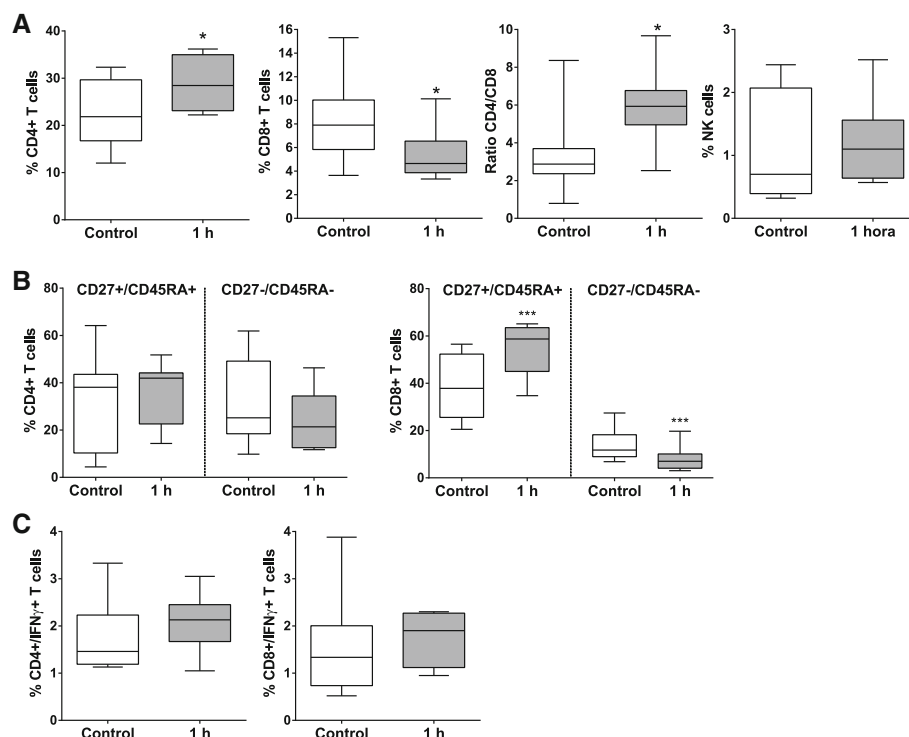 A
% CD4+ T cells
40
30
20
10
0
Control
1 h
*
% CD8+ T cells
16
14
12
10
8
6
4
2
0
Control
1 h
*
Ratio CD4/CD8
10
8
6
4
2
0
Control
1 h
*
% NK cells
3
2
1
0
Control
1 hora
B
CD27+/CD45RA+
CD27-/CD45RA-
% CD4+ T cells
80
60
40
20
0
Control
1 h
Control
1 h
CD27+/CD45RA+
CD27-/CD45RA-
% CD8+ T cells
80
60
40
20
0
***
***
Control
1 h
Control
1 h
C
% CD4+/IFNγ+ T cells
4
3
2
1
0
Control
1 h
% CD8+/IFNγ+ T cells
4
3
2
1
0
Control
1 h